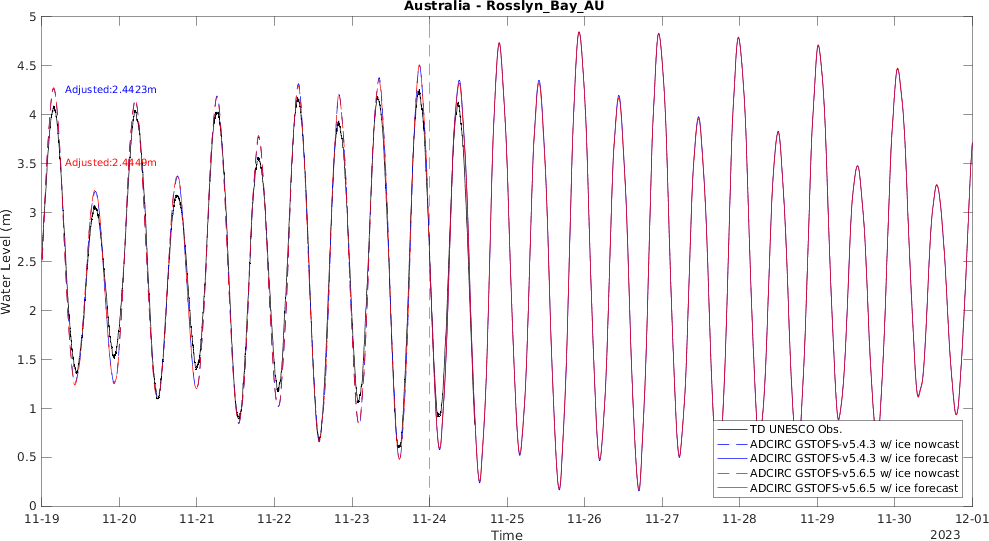 Australia - Rosslyn_Bay_AU
5
4.5
4
3.5
3
2.5
2
1.5
1
0.5
0
Water Level (m)
Adjusted:2.4423m
Adjusted:2.4449m
TD UNESCO Obs.
ADCIRC GSTOFS-v5.4.3 w/ ice nowcast
ADCIRC GSTOFS-v5.4.3 w/ ice forecast
ADCIRC GSTOFS-v5.6.5 w/ ice nowcast
ADCIRC GSTOFS-v5.6.5 w/ ice forecast
11-19 11-20 11-21 11-22 11-23 11-24 11-25 11-26 11-27 11-28 11-29 11-30 12-01
Time
2023